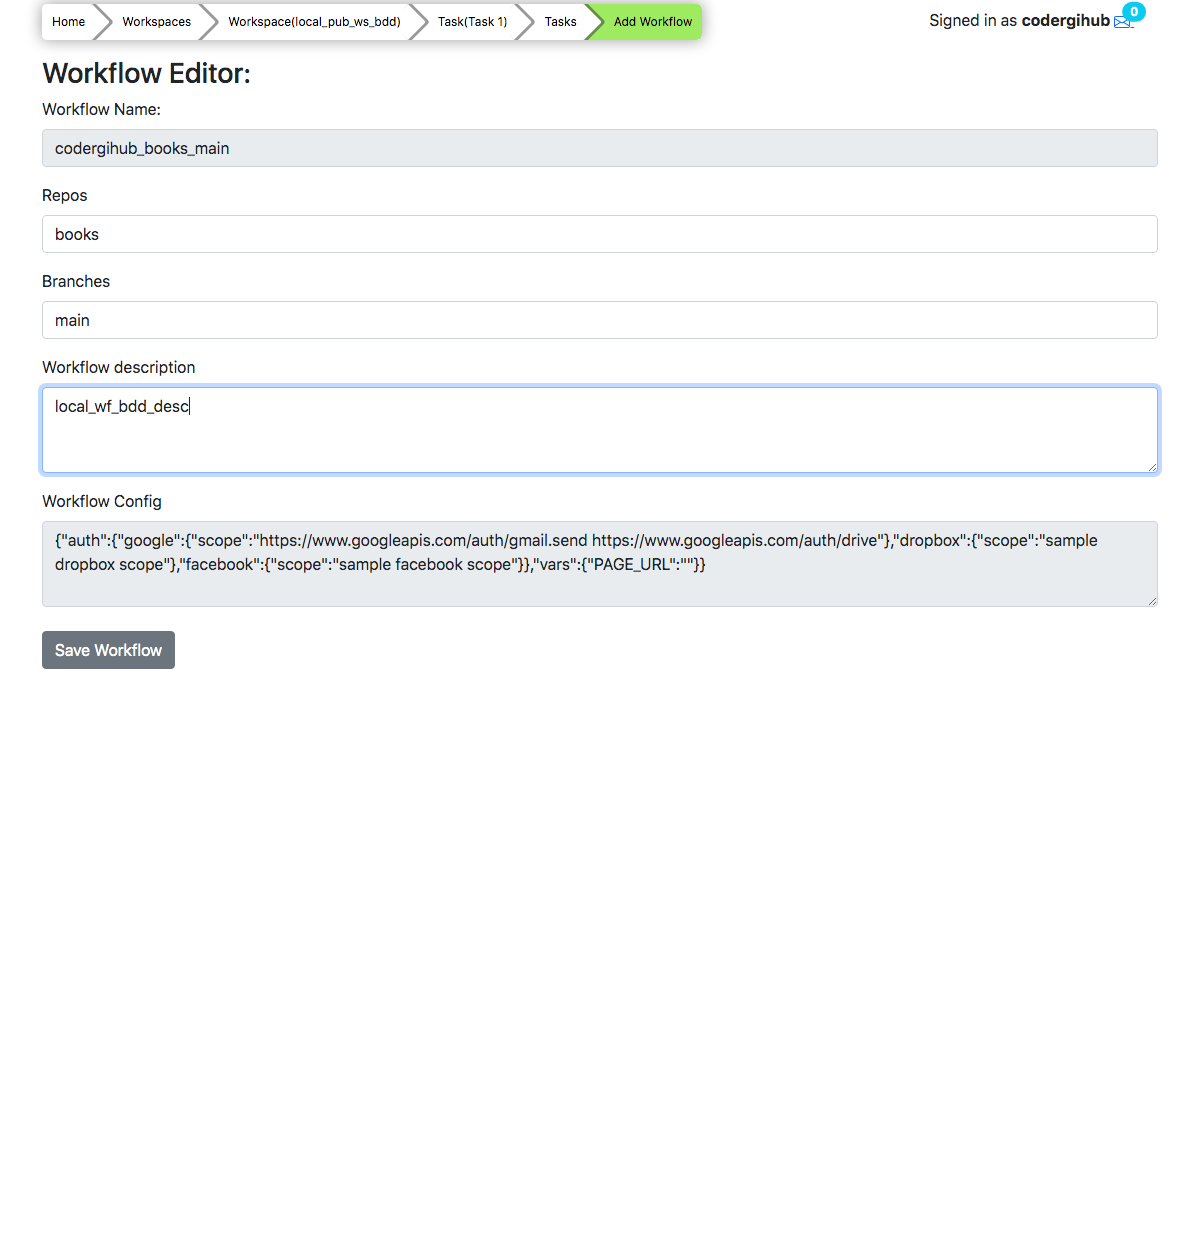 Home Workspaces Workspace(local_pub_ws_bdd) Task(Task 1) Tasks Add Workflow
Signed in as codergihub 0
Workflow Editor:
Workflow Name:
codergihub_books_main
Repos
books
Branches
main
Workflow description
local_wf_bdd_desc
Workflow Config
{"auth":{"google":{"scope":"https://www.googleapis.com/auth/gmail.send https://www.googleapis.com/auth/drive"},"dropbox":{"scope":"sample
dropbox scope"},"facebook":{"scope":"sample facebook scope"}},"vars":{"PAGE_URL":""}}
Save Workflow